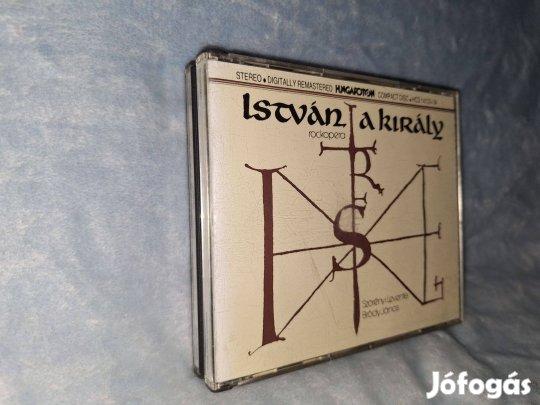 STEREO • DIGITALLY REMASTERED HUNGAROTON COMPACT DISC •
István a király
rockopera
I
R
S
Szörényi Levente
Bródy János
Jófogás